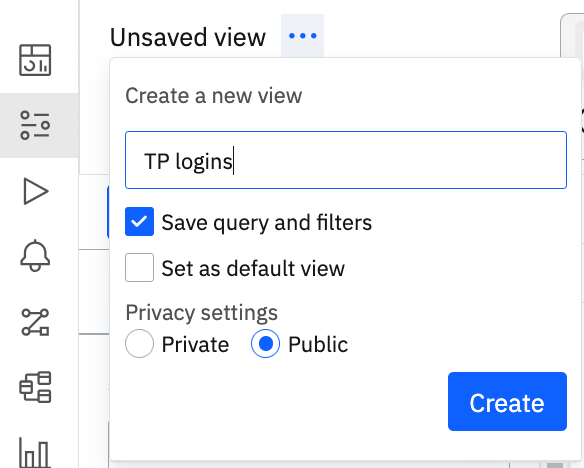 Unsaved view
Create a new view
TP logins
Save query and filters
Set as default view
Privacy settings
Private Public
Create